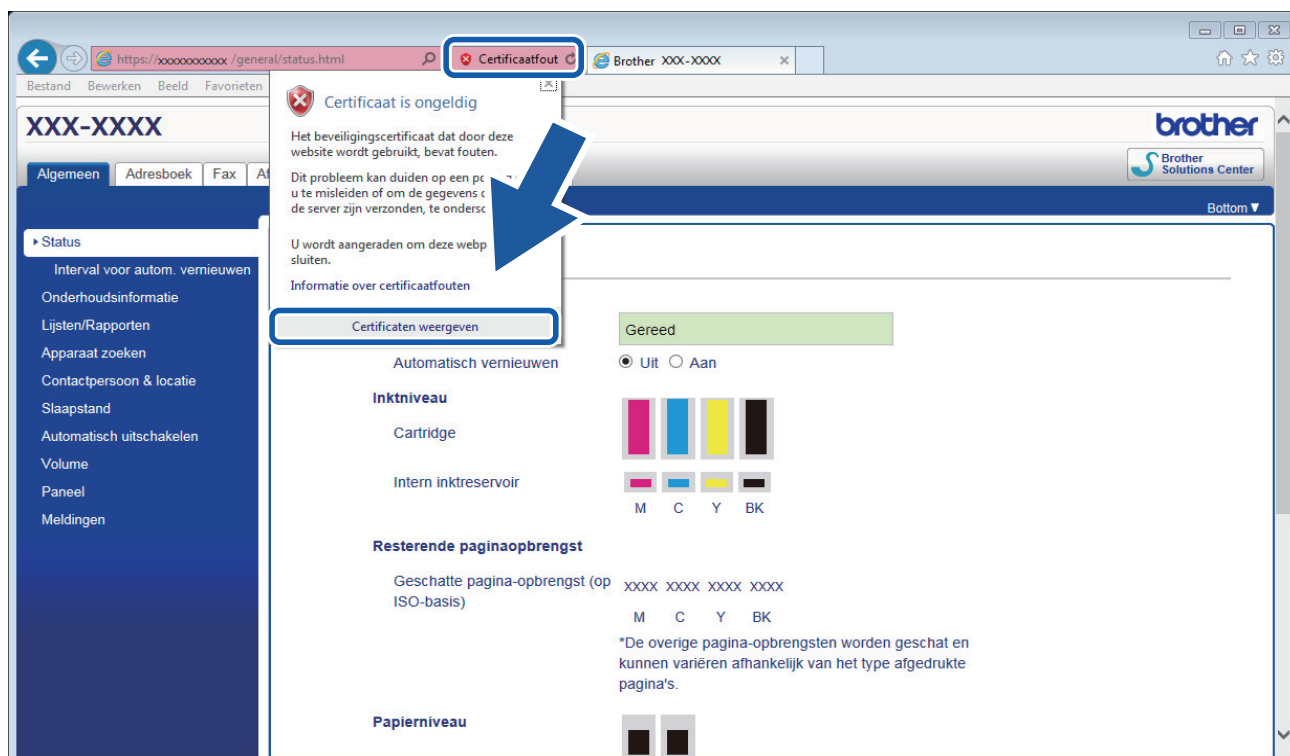 https://xxxxxxxxxxx /general/status.html
Certificaatfout
Brother XXX-XXXX
Bestand Bewerken Beeld Favorieten
Certificaat is ongeldig
Het beveiligingscertificaat dat door deze
website wordt gebruikt, bevat fouten.
Dit probleem kan duiden op een
u te misleiden of om de gegevens
de server zijn verzonden, te
U wordt aangeraden om deze
sluiten.
Informatie over certificaatfouten
Certificaten weergeven
XXX-XXXX
brother
Algemeen
Adresboek
Fax
Brother
Solutions Center
Bottom▼
Status
Interval voor autom. vernieuwen
Onderhoudsinformatie
Lijsten/Rapporten
Apparaat zoeken
Contactpersoon & locatie
Slaapstand
Automatisch uitschakelen
Volume
Paneel
Meldingen
Gereed
Automatisch vernieuwen Uit Aan
Inktniveau
Cartridge
Intern inktreservoir
M C Y BK
Resterende paginaopbrengst
Geschatte pagina-opbrengst (op
ISO-basis)
XXXX XXXX XXXX XXXX
M C Y BK
*De overige pagina-opbrengsten worden geschat en
kunnen variëren afhankelijk van het type afgedrukte
pagina's.
Papierniveau